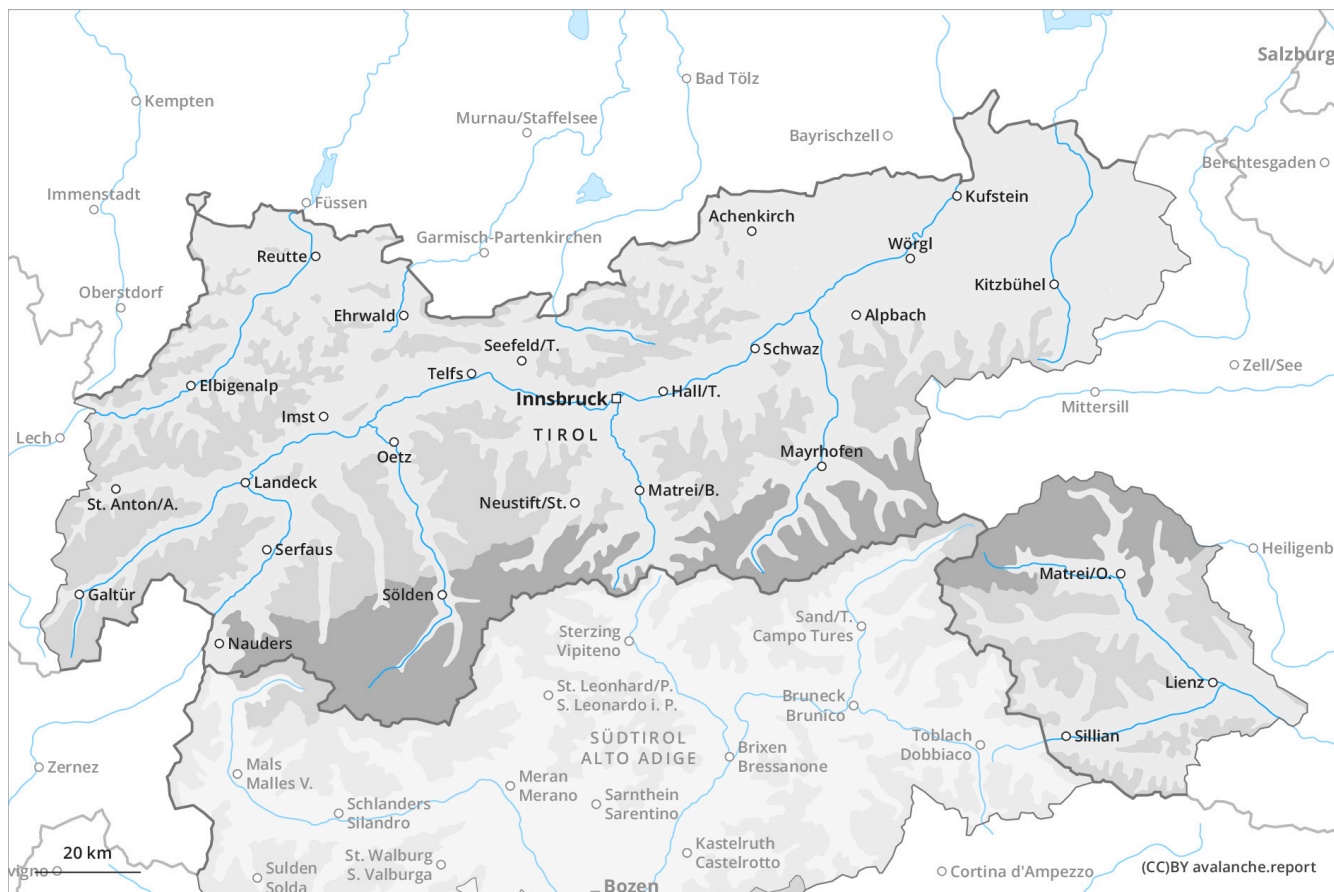 Salzburg
Kempten
Bad Tölz
Murnau/Staffelsee
Bayrischzell
Berchtesgaden
Immenstadt
Füssen
Kufstein
Achenkirch
Garmisch-Partenkirchen
Wörgl
Reutte
Kitzbühel
Oberstdorf
Ehrwald
Alpbach
Seefeld/T.
Schwaz
Zell/See
Telfs
Elbigenalp
Hall/T.
Innsbruck
Mittersill
Imst
TIROL
Lech
Oetz
Mayrhofen
Landeck
Matrei/B.
St. Anton/A.
Neustift/St.
Serfaus
Heiligenb
Matrei/O.
Galtür
Sölden
Sand/T.
Campo Tures
Sterzing
Vipiteno
Nauders
Lienz
St. Leonhard/P.
S. Leonardo i. P.
Bruneck
Brunico
SÜDTIROL
ALTO ADIGE
Toblach
Dobbiaco
Sillian
Brixen
Bressanone
Zernez
Mals
Malles V.
Meran
Merano
Schlanders
Silandro
Sarnthein
Sarentino
Kastelruth
Castelrotto
20 km
St. Walburg
S. Valburga
vigno
Sulden
Solda
Cortina d'Ampezzo
(CC)BY avalanche.report
Bozen